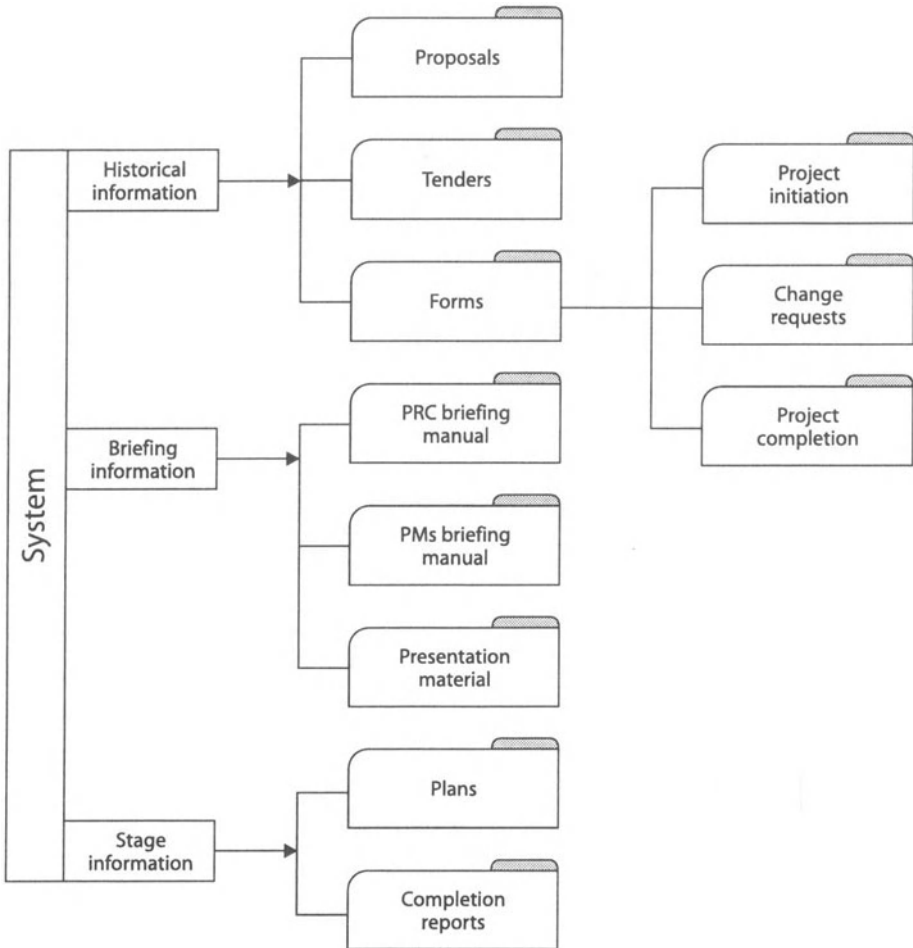 Proposals
Historical
information
Tenders
Project
initiation
Forms
Change
requests
PRC briefing
manual
Project
completion
Briefing
information
System
PMs briefing
manual
Presentation
material
Plans
Stage
information
Completion
reports